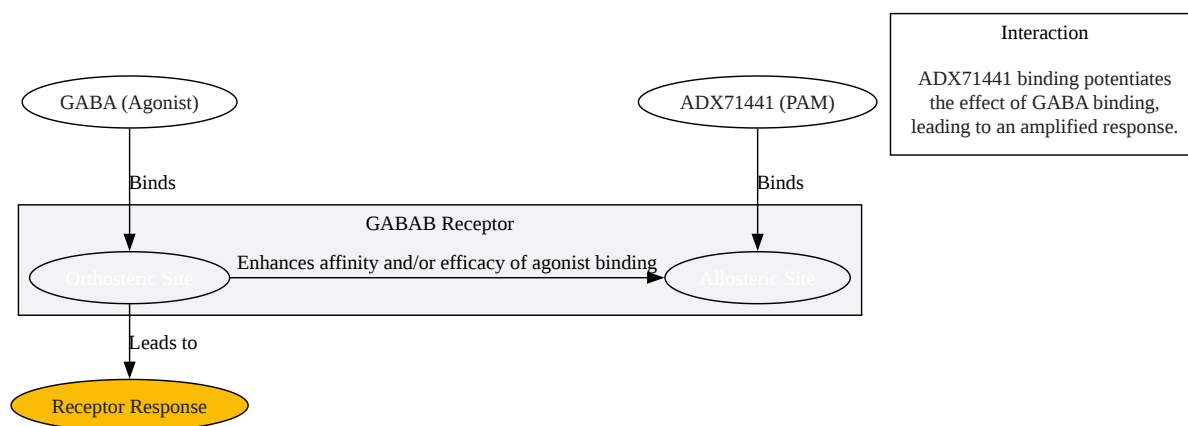 Interaction
ADX71441 binding potentiates
the effect of GABA binding,
leading to an amplified response.
GABA (Agonist)
ADX71441 (PAM)
Binds
Binds
GABAB Receptor
Orthosteric Site
Enhances affinity and/or efficacy of agonist binding
Allosteric Site
Leads to
Receptor Response